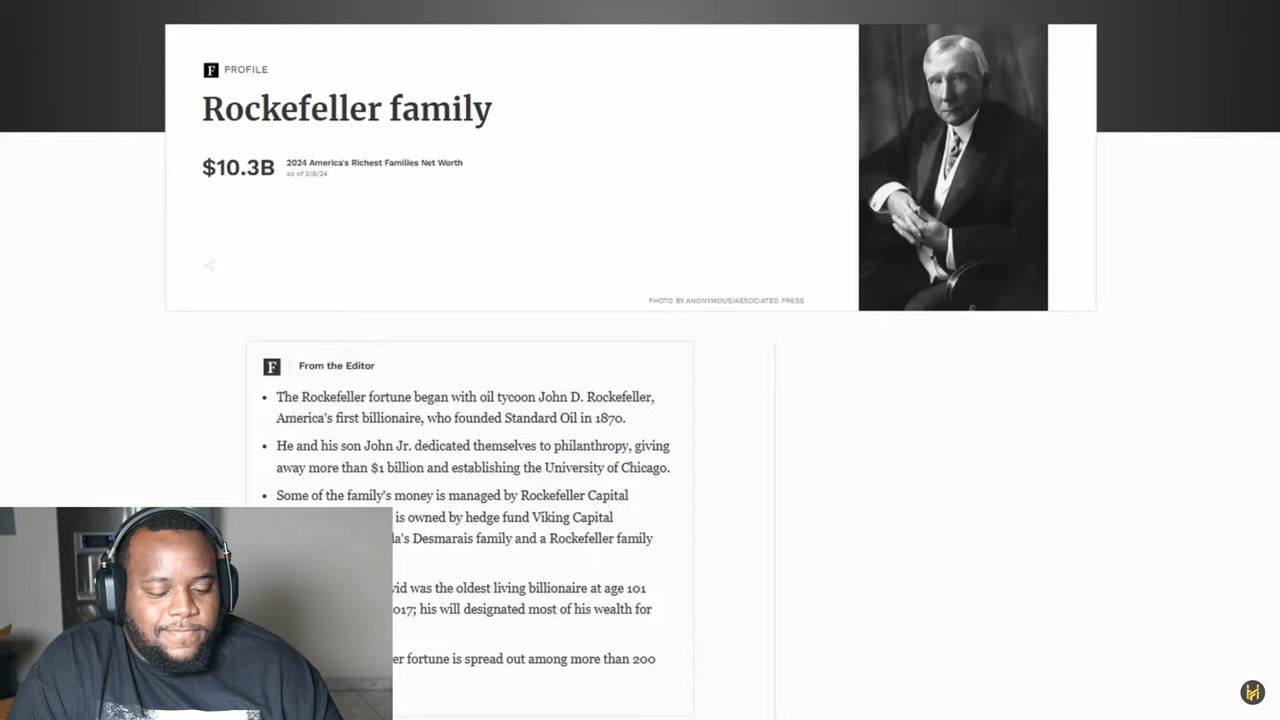 F PROFILE
Rockefeller family
$10.3B 2024 America's Richest Families Net Worth
as of 2/8/24
PHOTO BY ANONYMOUS/ASSOCIATED PRESS
F From the Editor
• The Rockefeller fortune began with oil tycoon John D. Rockefeller,
America's first billionaire, who founded Standard Oil in 1870.
• He and his son John Jr. dedicated themselves to philanthropy, giving
away more than $1 billion and establishing the University of Chicago.
• Some of the family's money is managed by Rockefeller Capital
is owned by hedge fund Viking Capital
la's Desmarais family and a Rockefeller family
vid was the oldest living billionaire at age 101
017; his will designated most of his wealth for
er fortune is spread out among more than 200